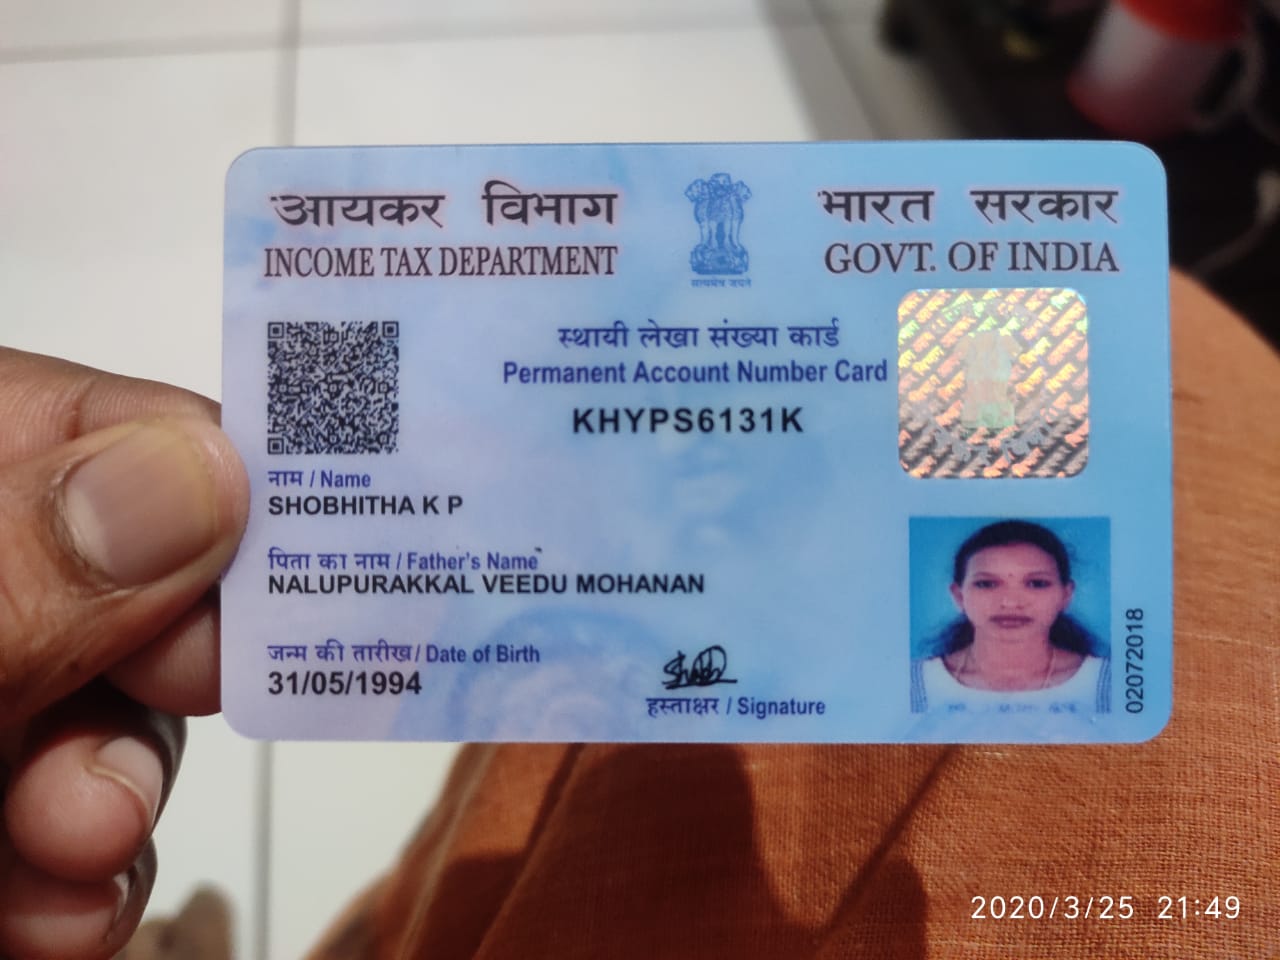 आयकर विभाग
INCOME TAX DEPARTMENT
सत्यमेव जयते
भारत सरकार
GOVT. OF INDIA
स्थायी लेखा संख्या कार्ड
Permanent Account Number Card
KHYPS6131K
नाम / Name
SHOBHITHA K P
पिता का नाम / Father's Name
NALUPURAKKAL VEEDU MOHANAN
जन्म की तारीख / Date of Birth
31/05/1994
हस्ताक्षर / Signature
02072018
2020/3/25 21:49